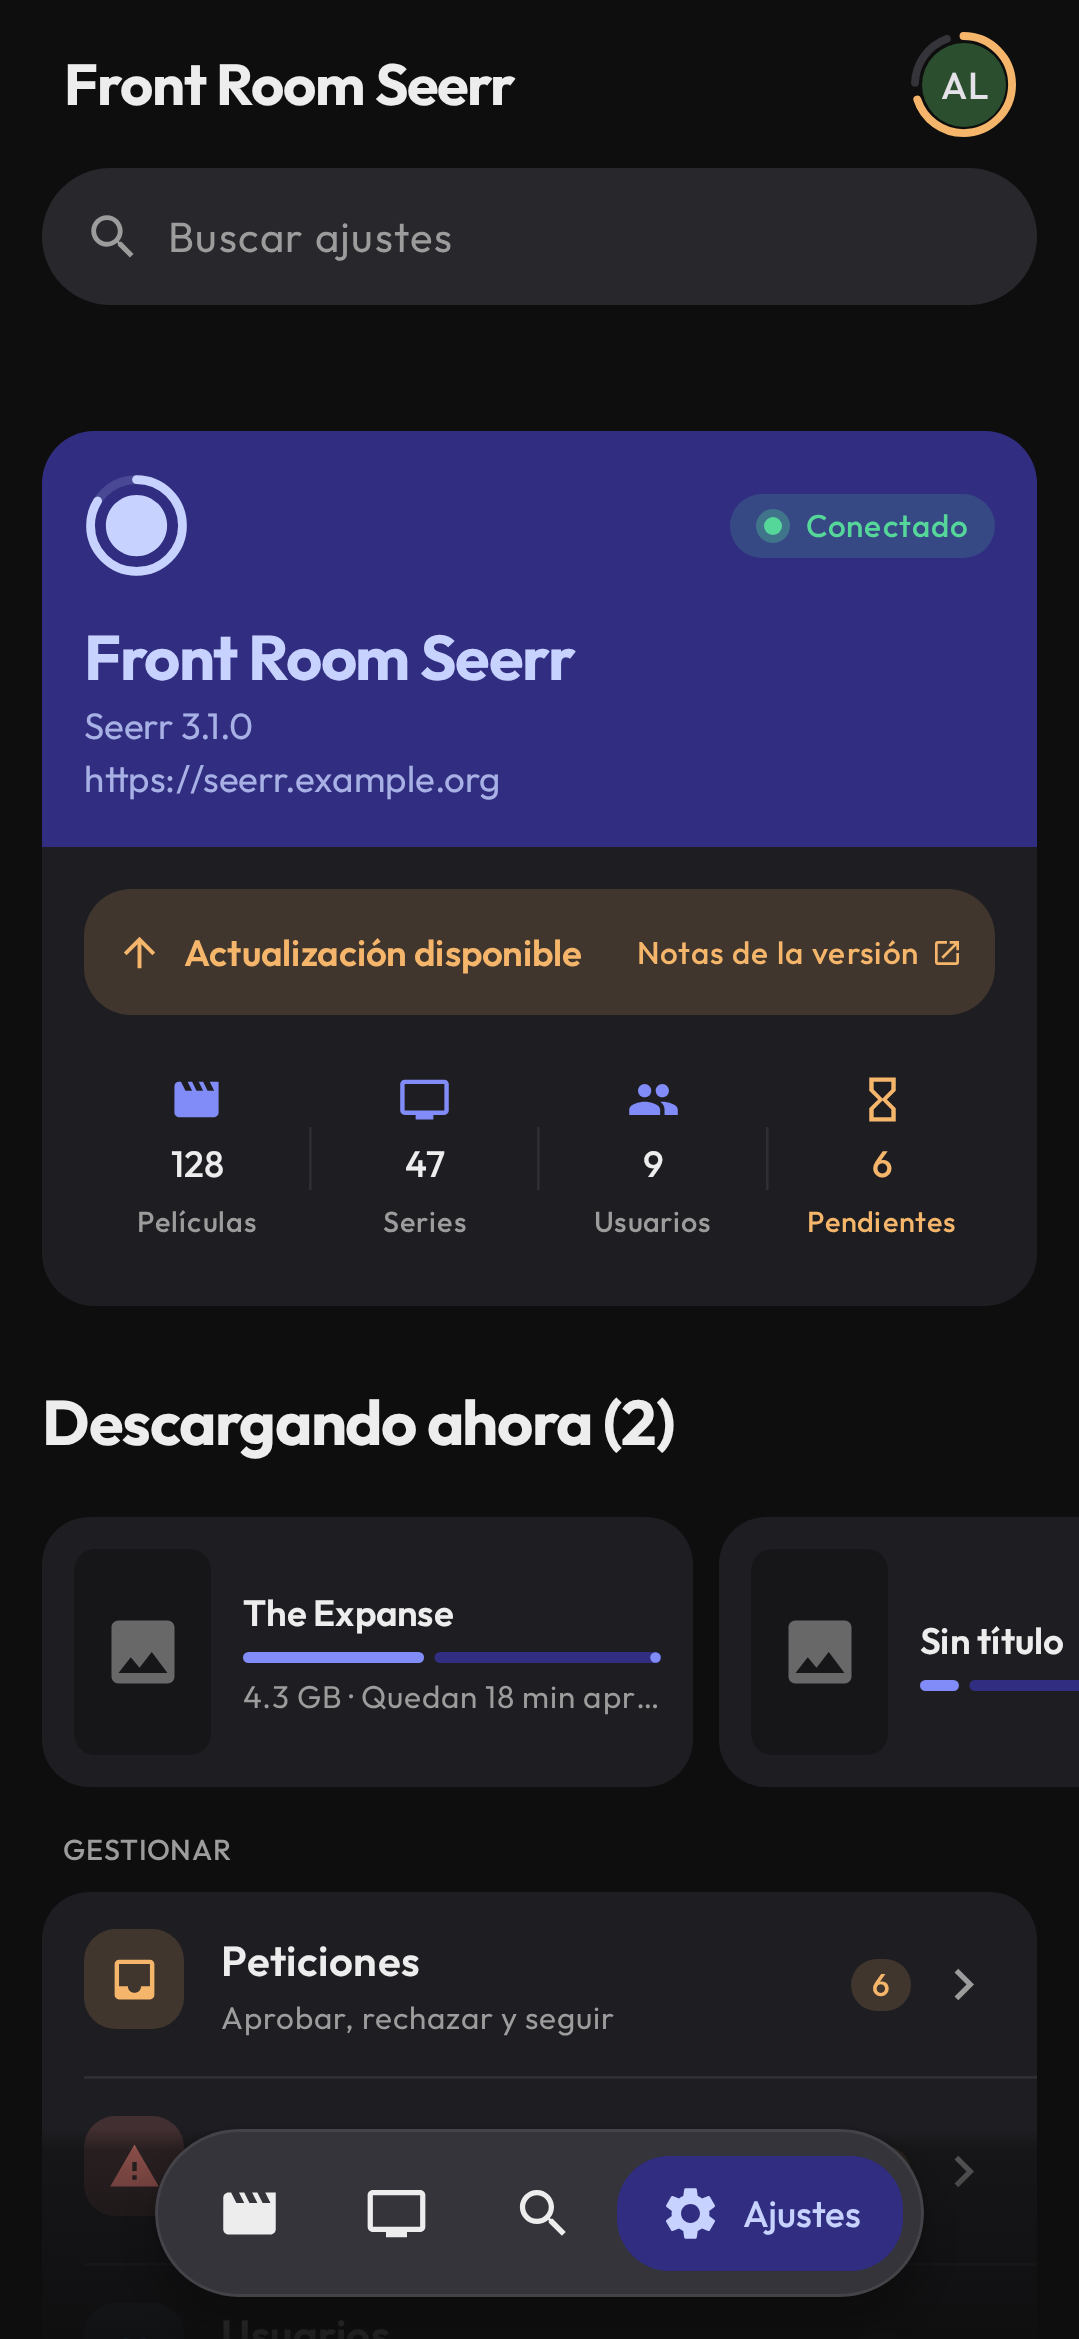 Front Room Seerr
AL
Buscar ajustes
Conectado
Front Room Seerr
Seerr 3.1.0
https://seerr.example.org
Actualización disponible
Notas de la versión
128
47
9
6
Películas
Series
Usuarios
Pendientes
Descargando ahora (2)
The Expanse
4.3 GB · Quedan 18 min apr…
Sin título
GESTIONAR
Peticiones
Aprobar, rechazar y seguir
6
Ajustes
Usuarios